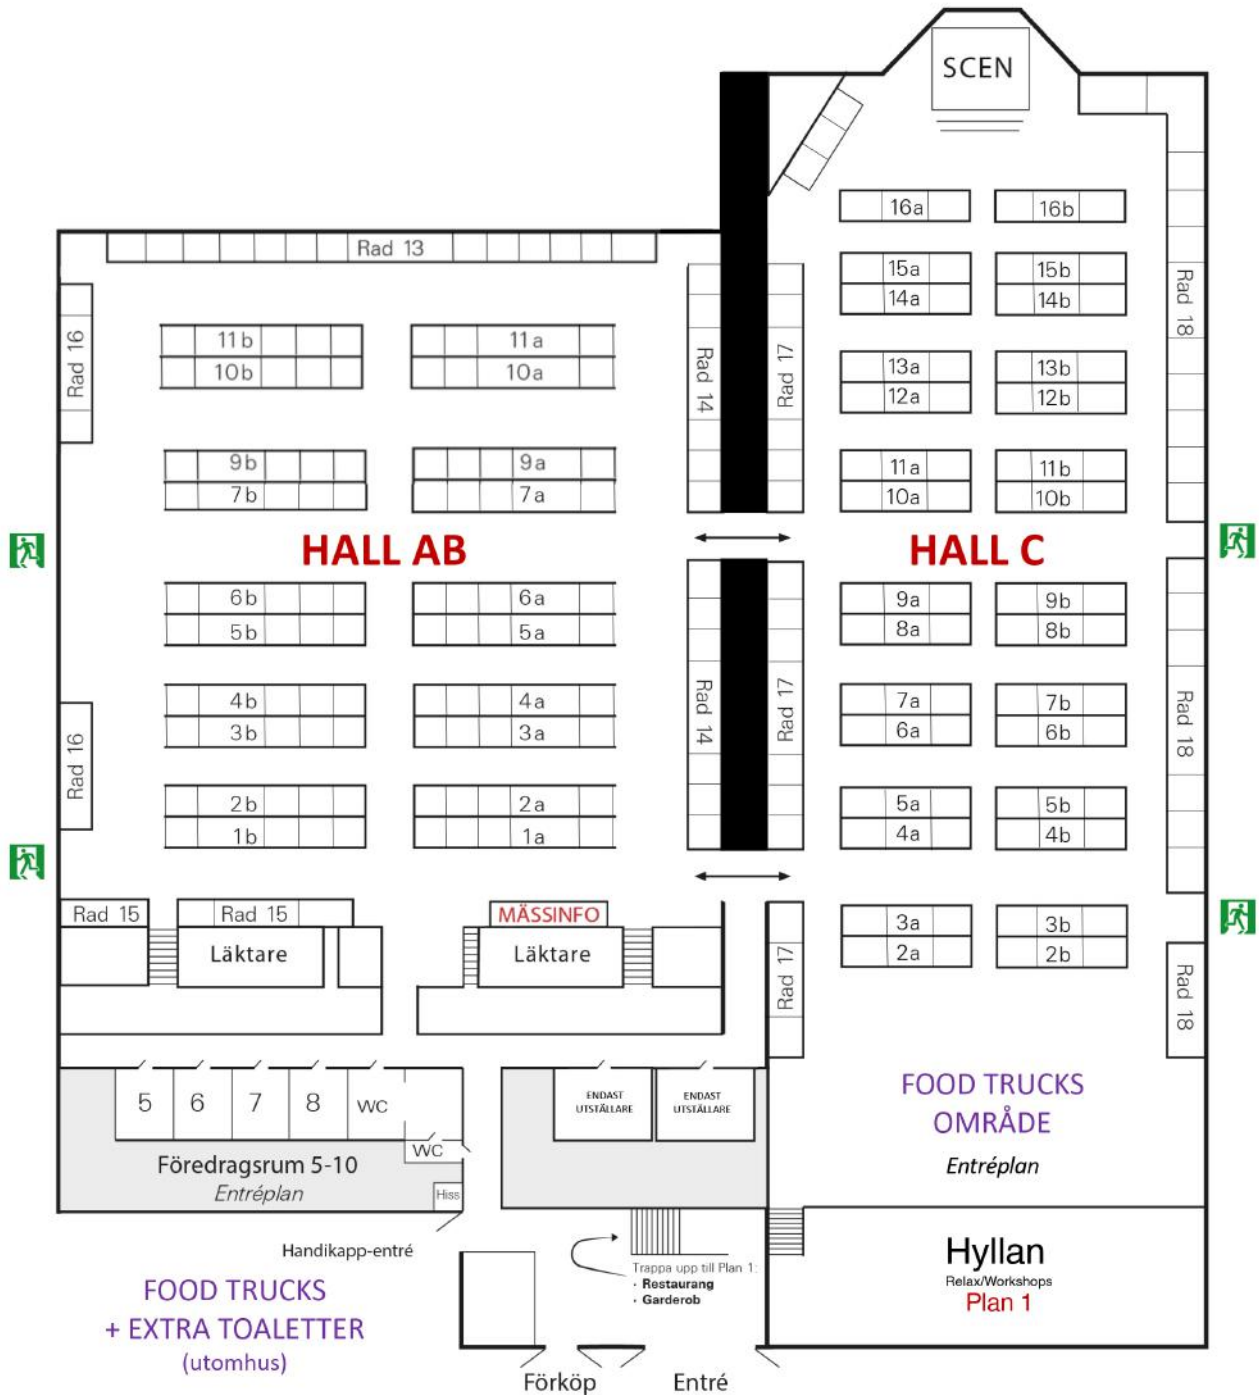 SCEN
16a
16b
Rad 13
15a
15b
14a
14b
Rad 18
Rad 16
11b
11a
10b
10a
Rad 14
Rad 17
13a
13b
12a
12b
9b
9a
7b
7a
11a
11b
10a
10b
HALL AB
HALL C
6b
6a
5b
5a
9a
9b
8a
8b
4b
4a
3b
3a
Rad 14
Rad 17
7a
7b
6a
6b
Rad 18
Rad 16
2b
2a
1b
1a
5a
5b
4a
4b
Rad 15
Rad 15
MÄSSINFO
3a
3b
2a
2b
Läktare
Läktare
Rad 17
Rad 18
5
6
7
8
WC
ENDAST
UTSTÄLLARE
ENDAST
UTSTÄLLARE
FOOD TRUCKS
OMRÅDE
Entréplan
WC
Föredragsrum 5-10
Entréplan
Hiss
Handikapp-entré
Trappa upp till Plan 1:
· Restaurang
· Garderob
Hyllan
Relax/Workshops
Plan 1
FOOD TRUCKS
+ EXTRA TOALETTER
(utomhus)
Förköp
Entré